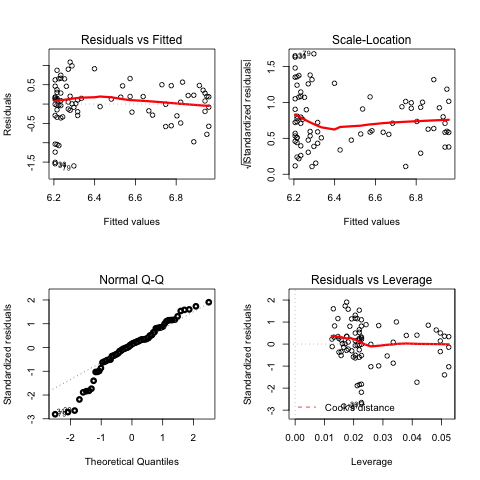 Residuals vs Fitted
Residuals
0.5
-0.5
-1.5
6.2 6.4 6.6 6.8
Fitted values
Scale-Location
√|Standardized residuals|
0.0 0.5 1.0 1.5
6.2 6.4 6.6 6.8
Fitted values
Normal Q-Q
Standardized residuals
-3 -2 -1 0 1 2
-2 -1 0 1 2
Theoretical Quantiles
Residuals vs Leverage
Standardized residuals
-3 -2 -1 0 1 2
Cook's distance
0.00 0.01 0.02 0.03 0.04 0.05
Leverage